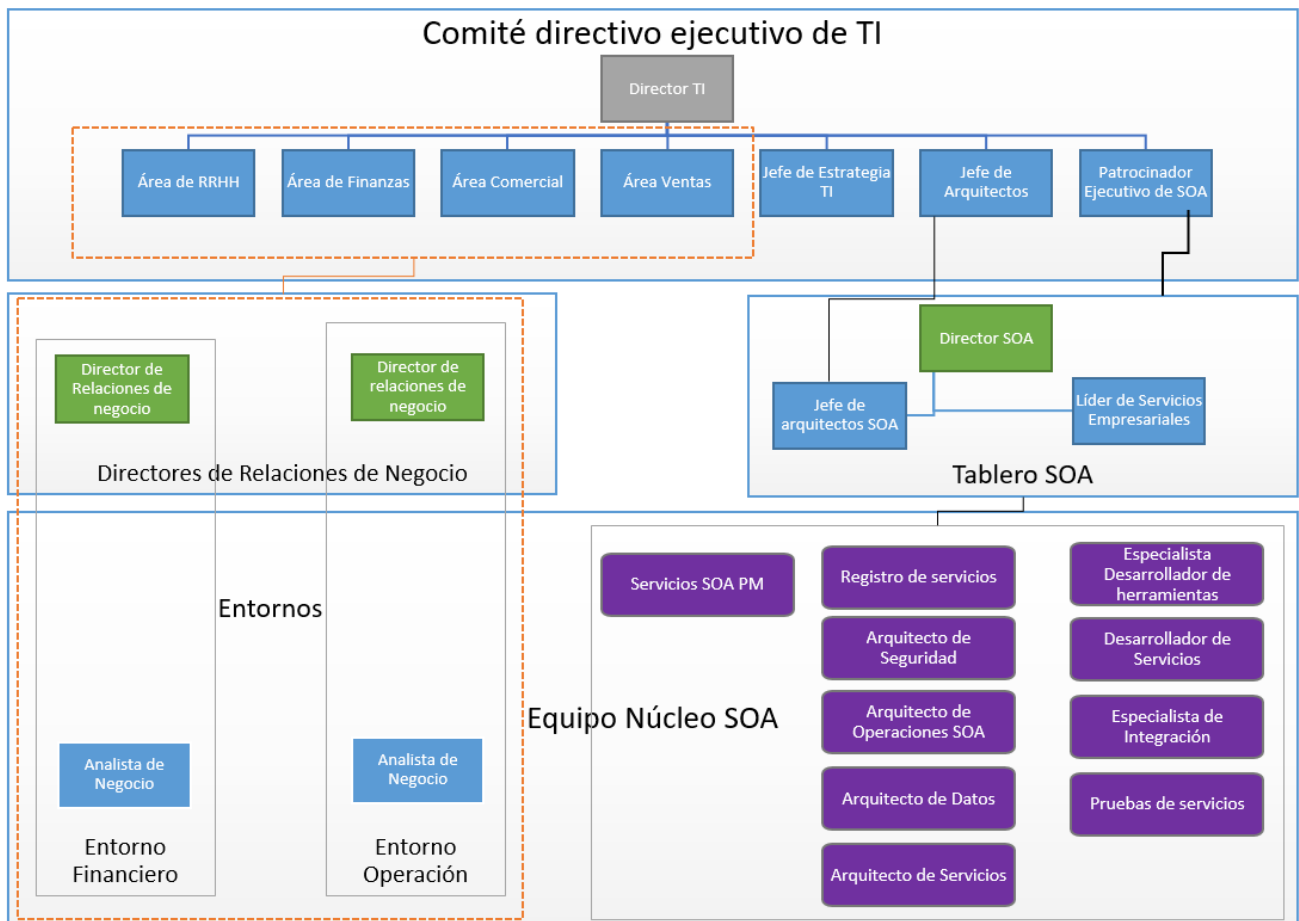 Comité directivo ejecutivo de TI
Director TI
Área de RRHH
Área de Finanzas
Área Comercial
Área Ventas
Jefe de Estrategia
TI
Jefe de
Arquitectos
Patrocinador
Ejecutivo de SOA
Director de
Relaciones de
negocio
Director de
relaciones de
negocio
Directores de Relaciones de Negocio
Director SOA
Jefe de
arquitectos SOA
Líder de Servicios
Empresariales
Tablero SOA
Entornos
Analista de
Negocio
Analista de
Negocio
Entorno
Financiero
Entorno
Operación
Equipo Núcleo SOA
Servicios SOA PM
Registro de servicios
Arquitecto de
Seguridad
Arquitecto de
Operaciones SOA
Arquitecto de Datos
Arquitecto de Servicios
Especialista
Desarrollador de
herramientas
Desarrollador de
Servicios
Especialista de
Integración
Pruebas de servicios